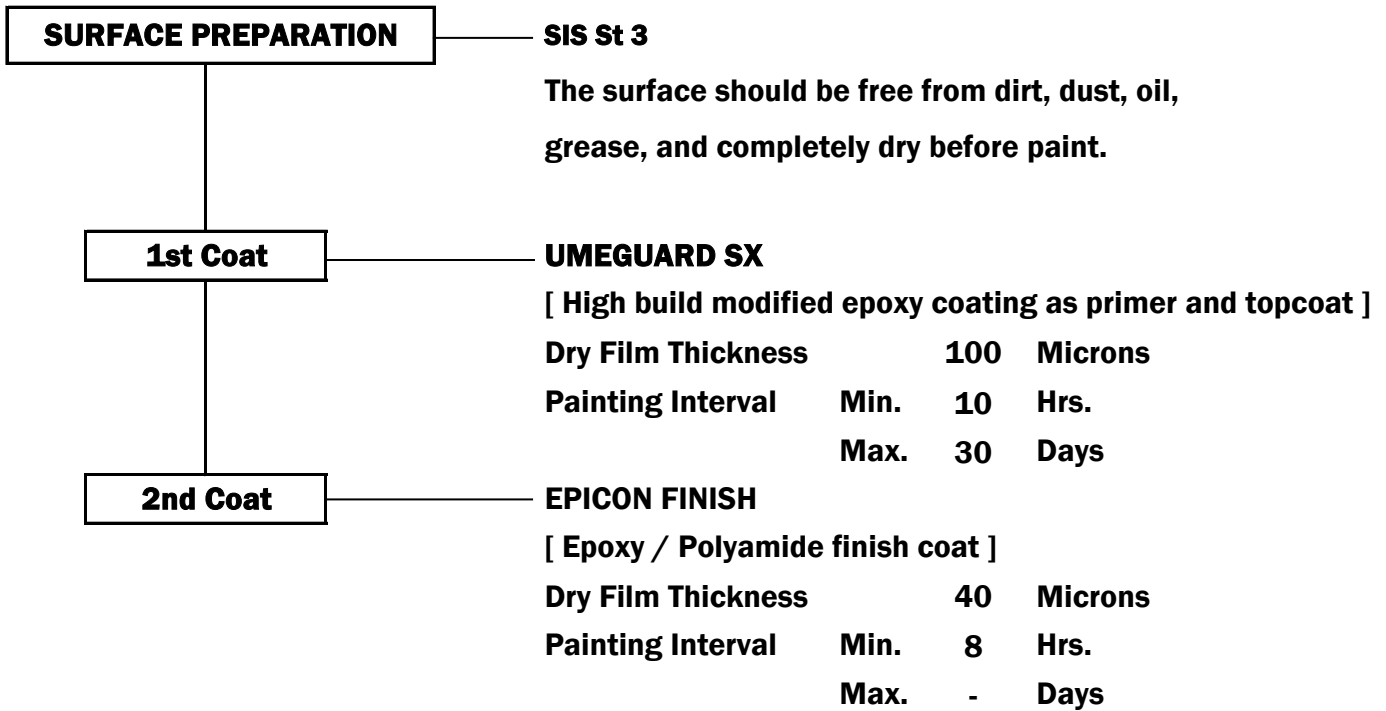 SURFACE PREPARATION SIS St 3
The surface should be free from dirt, dust, oil,
grease, and completely dry before paint.
1st Coat UMEGUARD SX
[ High build modified epoxy coating as primer and topcoat ]
Dry Film Thickness 100 Microns
Painting Interval Min. 10 Hrs.
Max. 30 Days
2nd Coat EPICON FINISH
[ Epoxy / Polyamide finish coat ]
Dry Film Thickness 40 Microns
Painting Interval Min. 8 Hrs.
Max. - Days